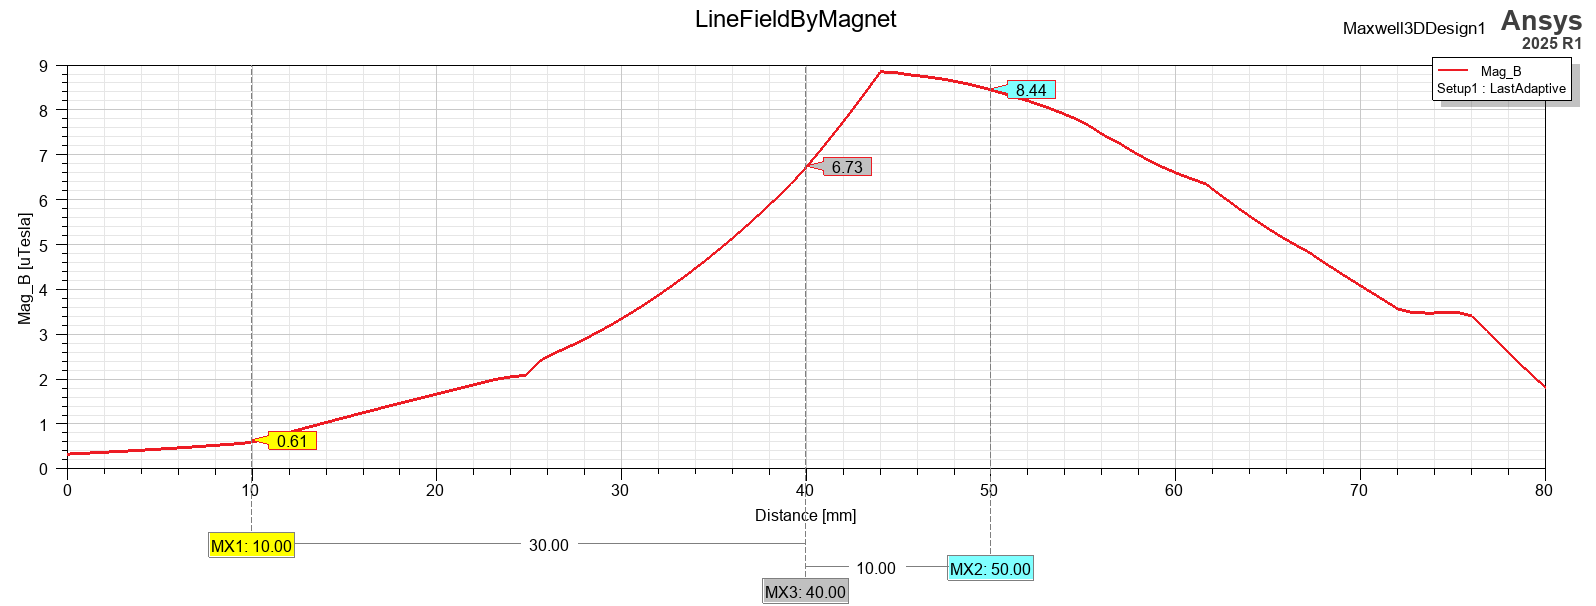 LineFieldByMagnet
Maxwell3DDesign1
Ansys
2025 R1
Mag_B
Setup1 : LastAdaptive
Mag_B [uTesla]
9
8
7
6
5
4
3
2
1
0
8.44
6.73
0.61
0 10 20 30 40 50 60 70 80
Distance [mm]
MX1: 10.00
30.00
10.00
MX2: 50.00
MX3: 40.00